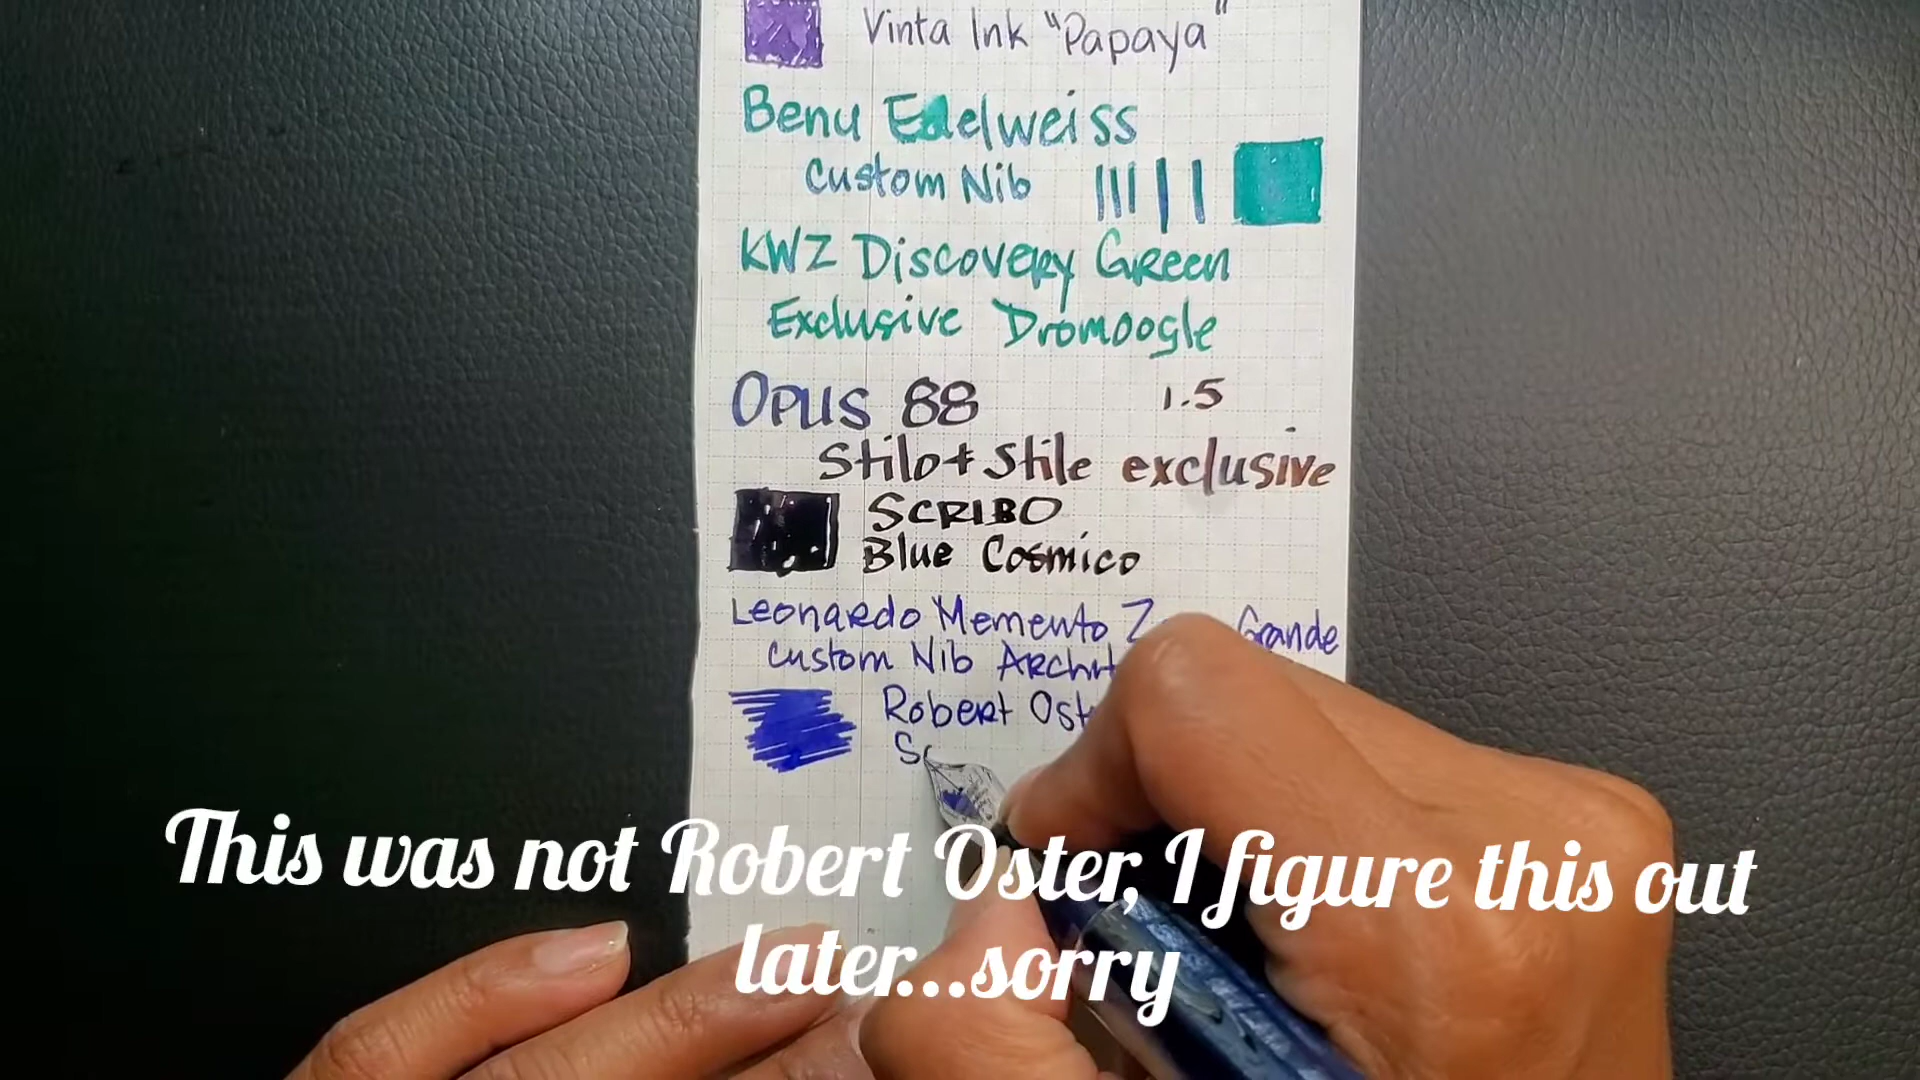 Vinta Ink "Papaya"
Benu Edelweiss
Custom Nib
KWZ Discovery Green
Exclusive Dromoogle
Opus 88 1.5
Stilo & Stile exclusive
SCRIBO
Blue Cosmico
Leonardo Memento Grande
Custom Nib
Robert
This was not Robert Oster, I figure this out
later...sorry